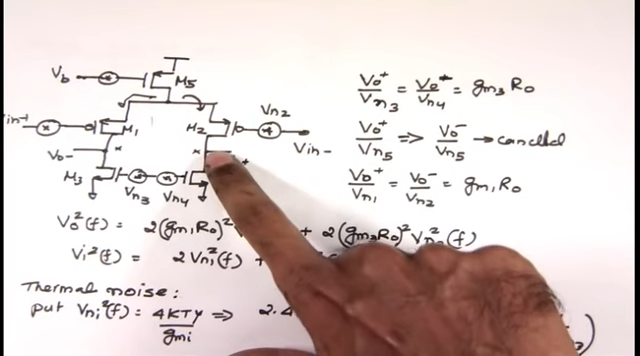 Vb
M5
Vn2
Vin-
M1
M2
Vin-
Vo-
x
x
+
M3
Vn3
Vn4
Vo+/Vn3 = Vo+/Vn4 = gm3 Ro
Vo+/Vn5 => Vo-/Vn5 → cancelled
Vo+/Vn1 = Vo-/Vn2 = gm1 Ro
Vo²(f) = 2(gm1Ro)² + 2(gm3Ro)² (f)
Vi²(f) = 2Vn1²(f) +
Thermal noise:
put Vni²(f) = 4KTγ/gmi => 2.4